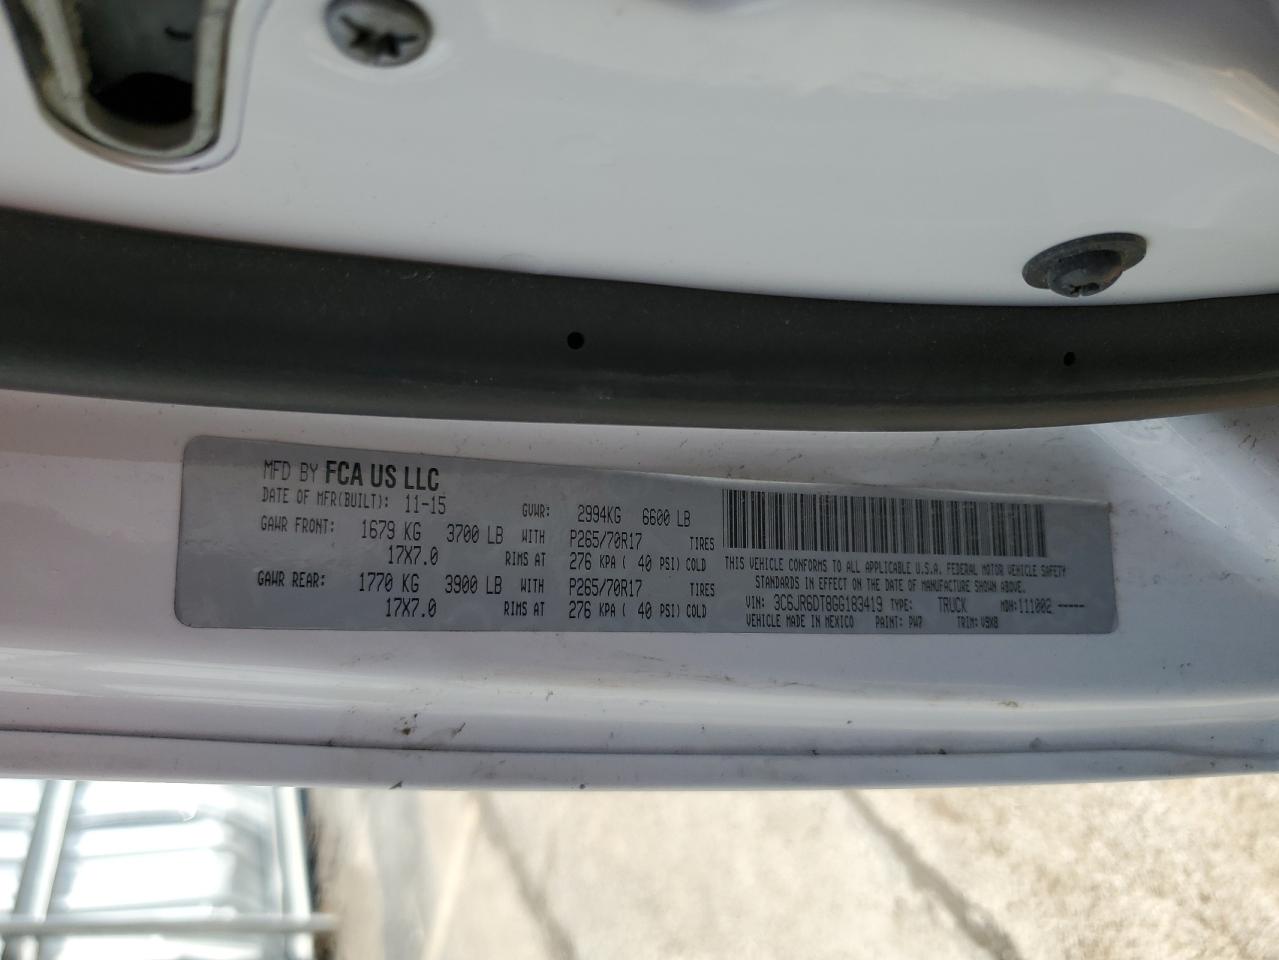 MFD BY FCA US LLC
DATE OF MFR(BUILT): 11-15 GVWR: 2994KG 6600 LB
GAWR FRONT: 1679 KG 3700 LB WITH P265/70R17 TIRES
17X7.0 RIMS AT 276 KPA ( 40 PSI) COLD
GAWR REAR: 1770 KG 3900 LB WITH P265/70R17 TIRES
17X7.0 RIMS AT 276 KPA ( 40 PSI) COLD
THIS VEHICLE CONFORMS TO ALL APPLICABLE U.S.A. FEDERAL MOTOR VEHICLE SAFETY
STANDARDS IN EFFECT ON THE DATE OF MANUFACTURE SHOWN ABOVE.
VIN: 3C6JR6DT8GG183419 TYPE: TRUCK MDH: 111002 ----
VEHICLE MADE IN MEXICO PAINT: PW7 TRIM: V9X8